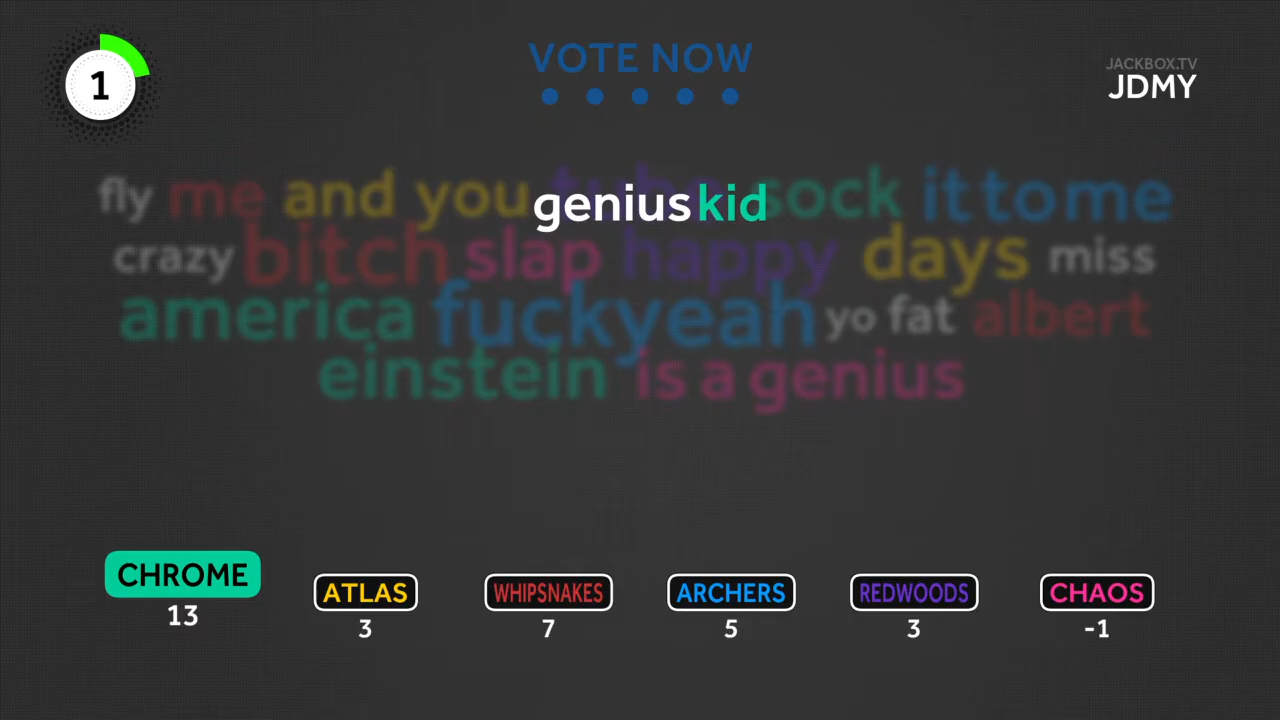 1
VOTE NOW
JACKBOX.TV
JDMY
fly me and you tube sock it to me
genius kid
crazy bitch slap happy days miss
america fuckyeah yo fat albert
einstein is a genius
CHROME ATLAS WHIPSNAKES ARCHERS REDWOODS CHAOS
13 3 7 5 3 -1